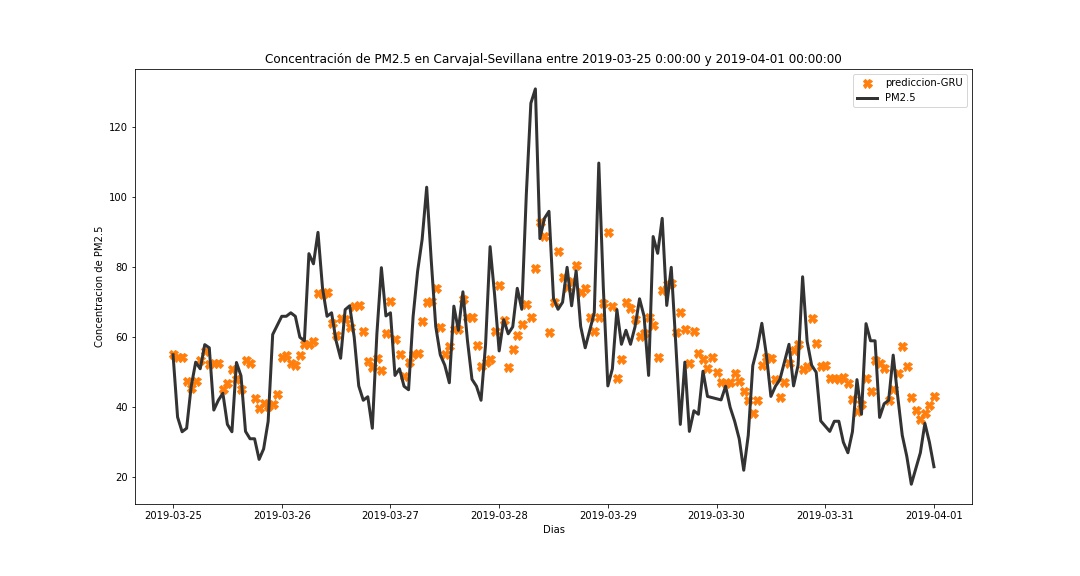 Concentración de PM2.5 en Carvajal-Sevillana entre 2019-03-25 0:00:00 y 2019-04-01 00:00:00
prediccion-GRU
PM2.5
Concentracion de PM2.5
120
100
80
60
40
20
2019-03-25 2019-03-26 2019-03-27 2019-03-28 2019-03-29 2019-03-30 2019-03-31 2019-04-01
Dias